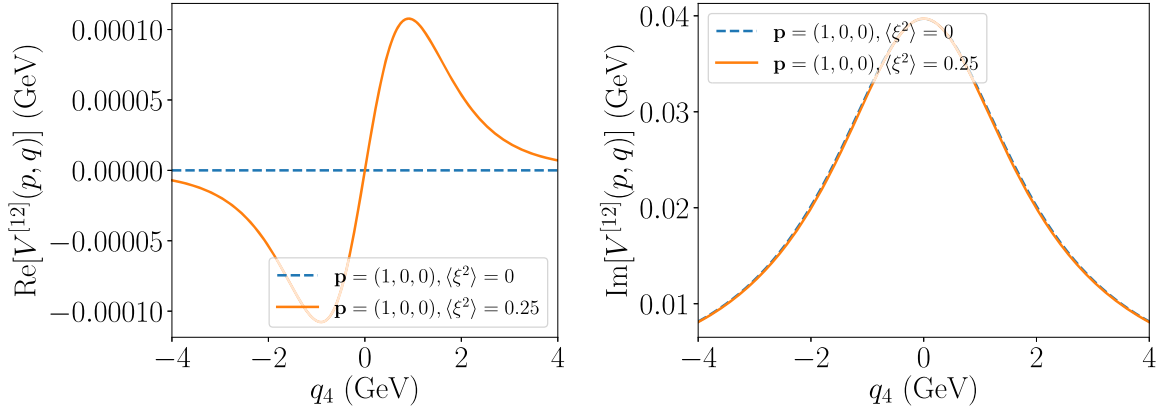 Re[V^{[12]}(p, q)] (GeV)
0.00010
0.00005
0.00000
−0.00005
−0.00010
p = (1, 0, 0), ⟨ξ²⟩ = 0
p = (1, 0, 0), ⟨ξ²⟩ = 0.25
−4 −2 0 2 4
q₄ (GeV)
Im[V^{[12]}(p, q)] (GeV)
0.04
0.03
0.02
0.01
p = (1, 0, 0), ⟨ξ²⟩ = 0
p = (1, 0, 0), ⟨ξ²⟩ = 0.25
−4 −2 0 2 4
q₄ (GeV)